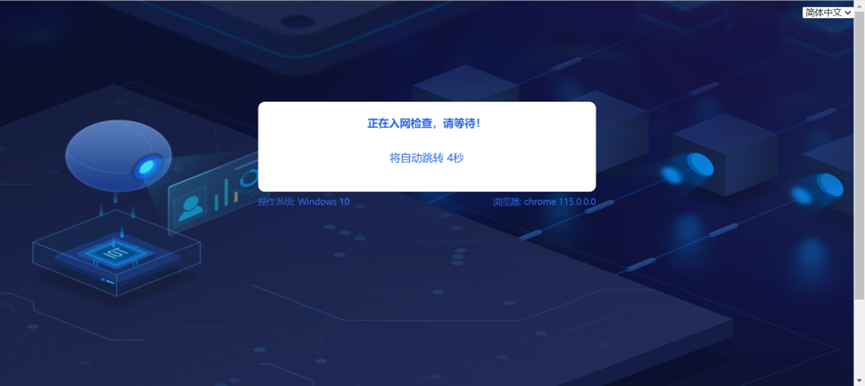 简体中文
正在入网检查，请等待！
将自动跳转 4秒
操作系统: Windows 10
浏览器: chrome 115.0.0.0
IOT